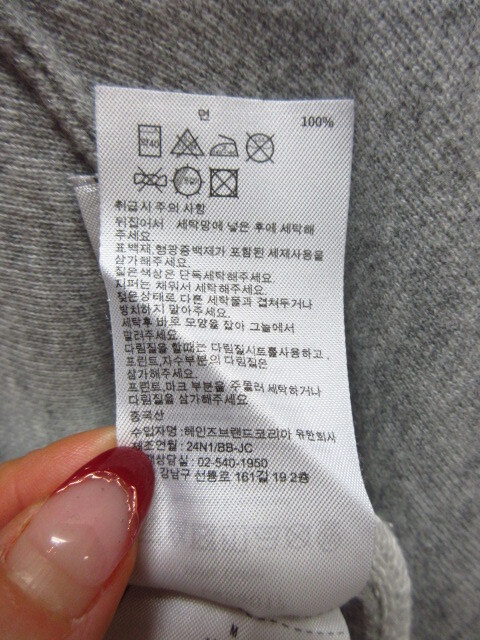 면 100%
취급시 주의 사항
뒤집어서 세탁망에 넣은 후에 세탁해
주세요.
표백제,형광증백제가 포함된 세제사용을
삼가해주세요.
짙은 색상은 단독세탁해주세요.
지퍼는 채워서 세탁해주세요.
젖은상태로 다른 세탁물과 겹쳐두거나
방치하지 말아주세요.
세탁후 바로 모양을 잡아 그늘에서
말려주세요.
다림질을 할때는 다림질시트를사용하고,
프린트,자수부분의 다림질은
삼가해주세요.
프린트,마크 부분을 주물러 세탁하거나
다림질을 삼가해주세요.
중국산
수입자명 :헤인즈브랜드코리아 유한회사
제조연월 : 24N1/BB-JC
상담실 : 02-540-1950
강남구 선릉로 161길 19 2층
M